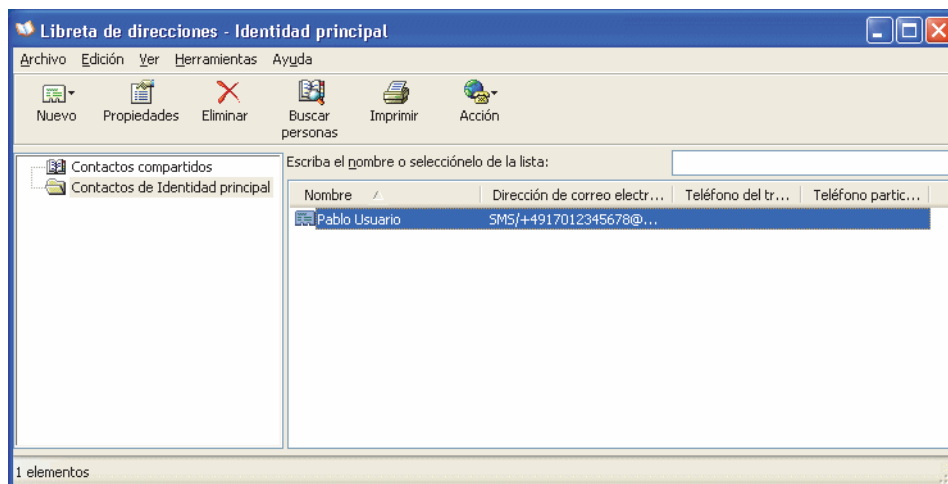 Libreta de direcciones - Identidad principal
Archivo Edición Ver Herramientas Ayuda
Nuevo Propiedades Eliminar Buscar personas Imprimir Acción
Contactos compartidos
Contactos de Identidad principal
Escriba el nombre o selecciónelo de la lista:
Nombre Dirección de correo electr... Teléfono del tr... Teléfono partic...
Pablo Usuario SMS/+4917012345678@...
1 elementos